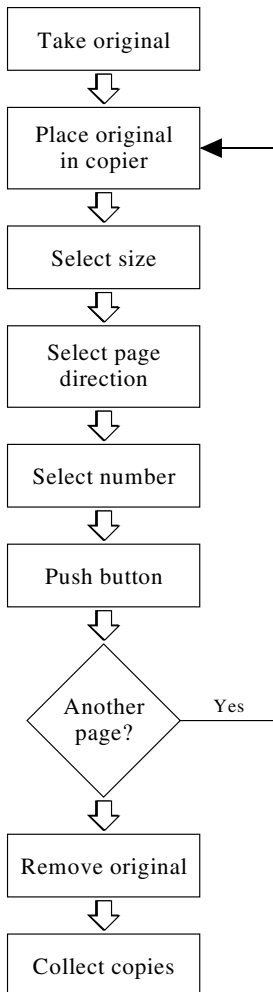 Take original
Place original
in copier
Select size
Select page
direction
Select number
Push button
Another
page?
Yes
Remove original
Collect copies